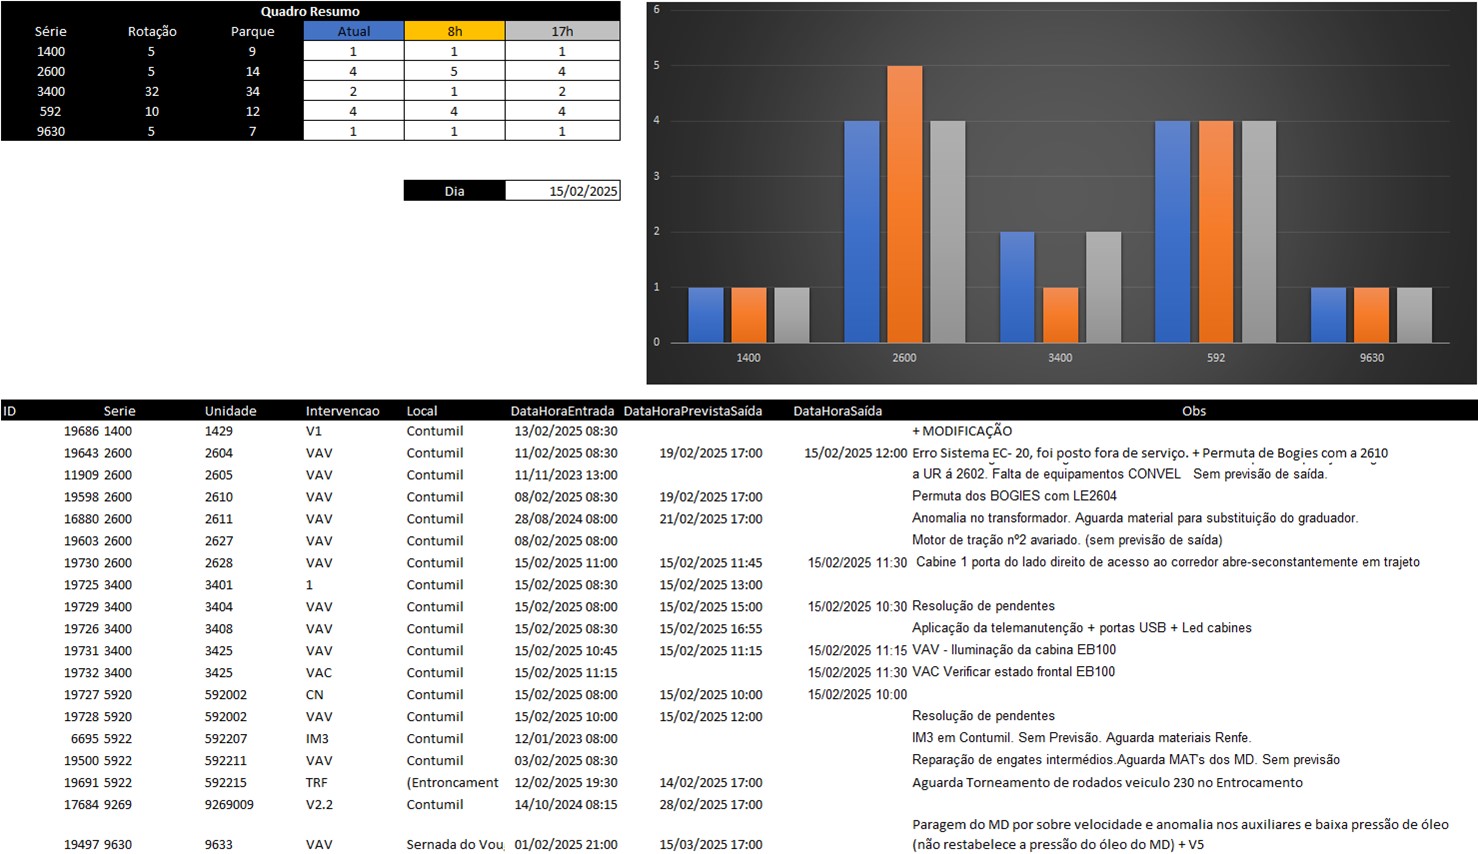 Quadro Resumo
Série Rotação Parque Atual 8h 17h
1400 5 9 1 1 1
2600 5 14 4 5 4
3400 32 34 2 1 2
592 10 12 4 4 4
9630 5 7 1 1 1
Dia 15/02/2025
6
5
4
3
2
1
0
1400 2600 3400 592 9630
ID Serie Unidade Intervencao Local DataHoraEntrada DataHoraPrevistaSaída DataHoraSaída Obs
19686 1400 1429 V1 Contumil 13/02/2025 08:30 + MODIFICAÇÃO
19643 2600 2604 VAV Contumil 11/02/2025 08:30 19/02/2025 17:00 15/02/2025 12:00 Erro Sistema EC- 20, foi posto fora de serviço. + Permuta de Bogies com a 2610
11909 2600 2605 VAV Contumil 11/11/2023 13:00 a UR á 2602. Falta de equipamentos CONVEL Sem previsão de saída.
19598 2600 2610 VAV Contumil 08/02/2025 08:30 19/02/2025 17:00 Permuta dos BOGIES com LE2604
16880 2600 2611 VAV Contumil 28/08/2024 08:00 21/02/2025 17:00 Anomalia no transformador. Aguarda material para substituição do graduador.
19603 2600 2627 VAV Contumil 08/02/2025 08:00 Motor de tração nº2 avariado. (sem previsão de saída)
19730 2600 2628 VAV Contumil 15/02/2025 11:00 15/02/2025 11:45 15/02/2025 11:30 Cabine 1 porta do lado direito de acesso ao corredor abre-seconstantemente em trajeto
19725 3400 3401 1 Contumil 15/02/2025 08:30 15/02/2025 13:00
19729 3400 3404 VAV Contumil 15/02/2025 08:00 15/02/2025 15:00 15/02/2025 10:30 Resolução de pendentes
19726 3400 3408 VAV Contumil 15/02/2025 08:30 15/02/2025 16:55 Aplicação da telemanutenção + portas USB + Led cabines
19731 3400 3425 VAV Contumil 15/02/2025 10:45 15/02/2025 11:15 15/02/2025 11:15 VAV - Iluminação da cabina EB100
19732 3400 3425 VAC Contumil 15/02/2025 11:15 15/02/2025 11:30 VAC Verificar estado frontal EB100
19727 5920 592002 CN Contumil 15/02/2025 08:00 15/02/2025 10:00 15/02/2025 10:00
19728 5920 592002 VAV Contumil 15/02/2025 10:00 15/02/2025 12:00 Resolução de pendentes
6695 5922 592207 IM3 Contumil 12/01/2023 08:00 IM3 em Contumil. Sem Previsão. Aguarda materiais Renfe.
19500 5922 592211 VAV Contumil 03/02/2025 08:30 Reparação de engates intermédios.Aguarda MAT's dos MD. Sem previsão
19691 5922 592215 TRF (Entroncament 12/02/2025 19:30 14/02/2025 17:00 Aguarda Torneamento de rodados veiculo 230 no Entrocamento
17684 9269 9269009 V2.2 Contumil 14/10/2024 08:15 28/02/2025 17:00
19497 9630 9633 VAV Sernada do Vou 01/02/2025 21:00 15/03/2025 17:00 Paragem do MD por sobre velocidade e anomalia nos auxiliares e baixa pressão de óleo
(não restabelece a pressão do óleo do MD) + V5